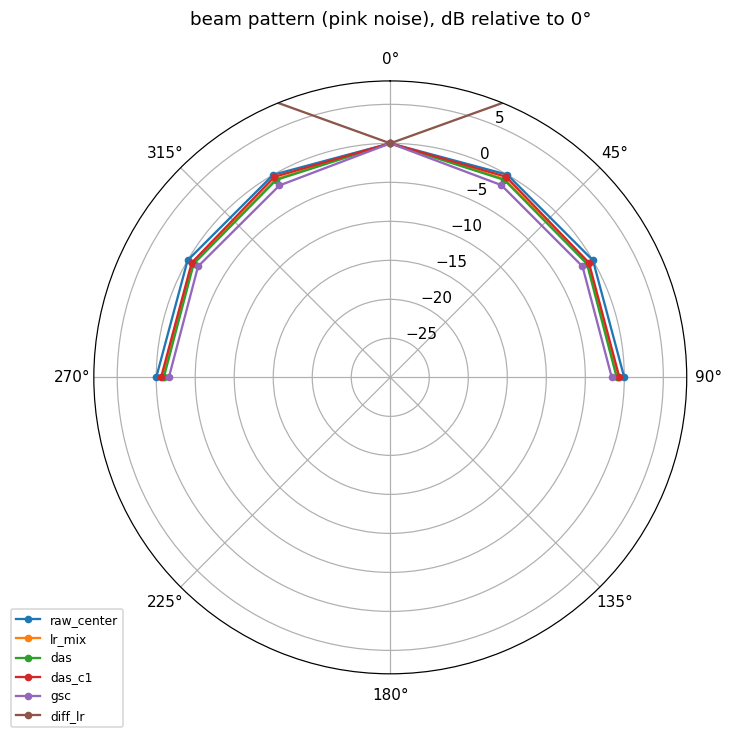 beam pattern (pink noise), dB relative to 0°
0°
315°
45°
5
0
−5
−10
−15
−20
−25
270°
90°
225°
135°
180°
raw_center
lr_mix
das
das_c1
gsc
diff_lr